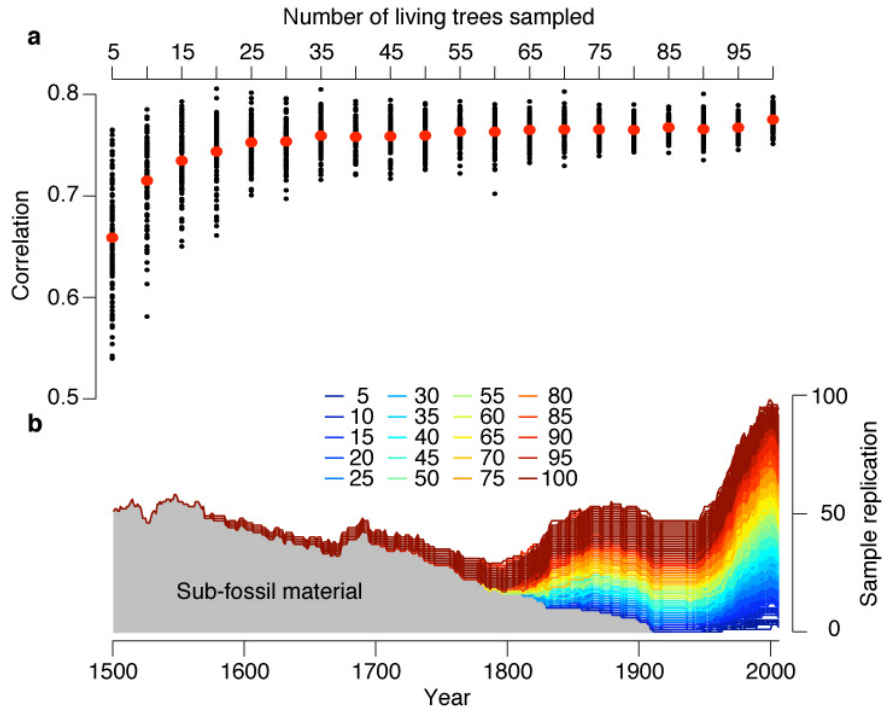 Number of living trees sampled
a
5 15 25 35 45 55 65 75 85 95
0.8
0.7
0.6
0.5
Correlation
b
5 30 55 80
10 35 60 85
15 40 65 90
20 45 70 95
25 50 75 100
100
50
0
Sample replication
Sub-fossil material
1500 1600 1700 1800 1900 2000
Year